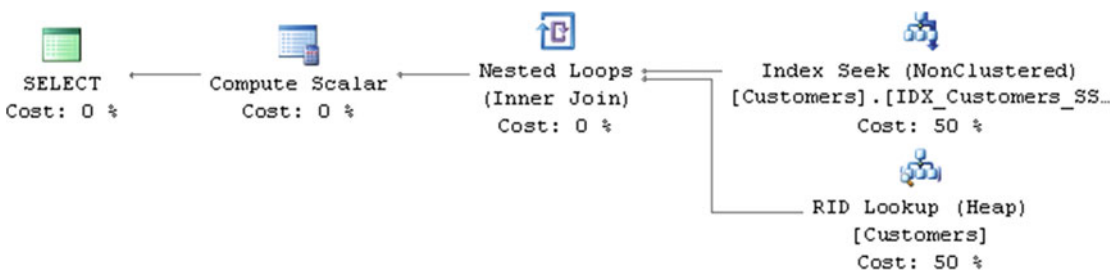 SELECT
Cost: 0 %
Compute Scalar
Cost: 0 %
Nested Loops
(Inner Join)
Cost: 0 %
Index Seek (NonClustered)
[Customers].[IDX_Customers_SS…
Cost: 50 %
RID Lookup (Heap)
[Customers]
Cost: 50 %